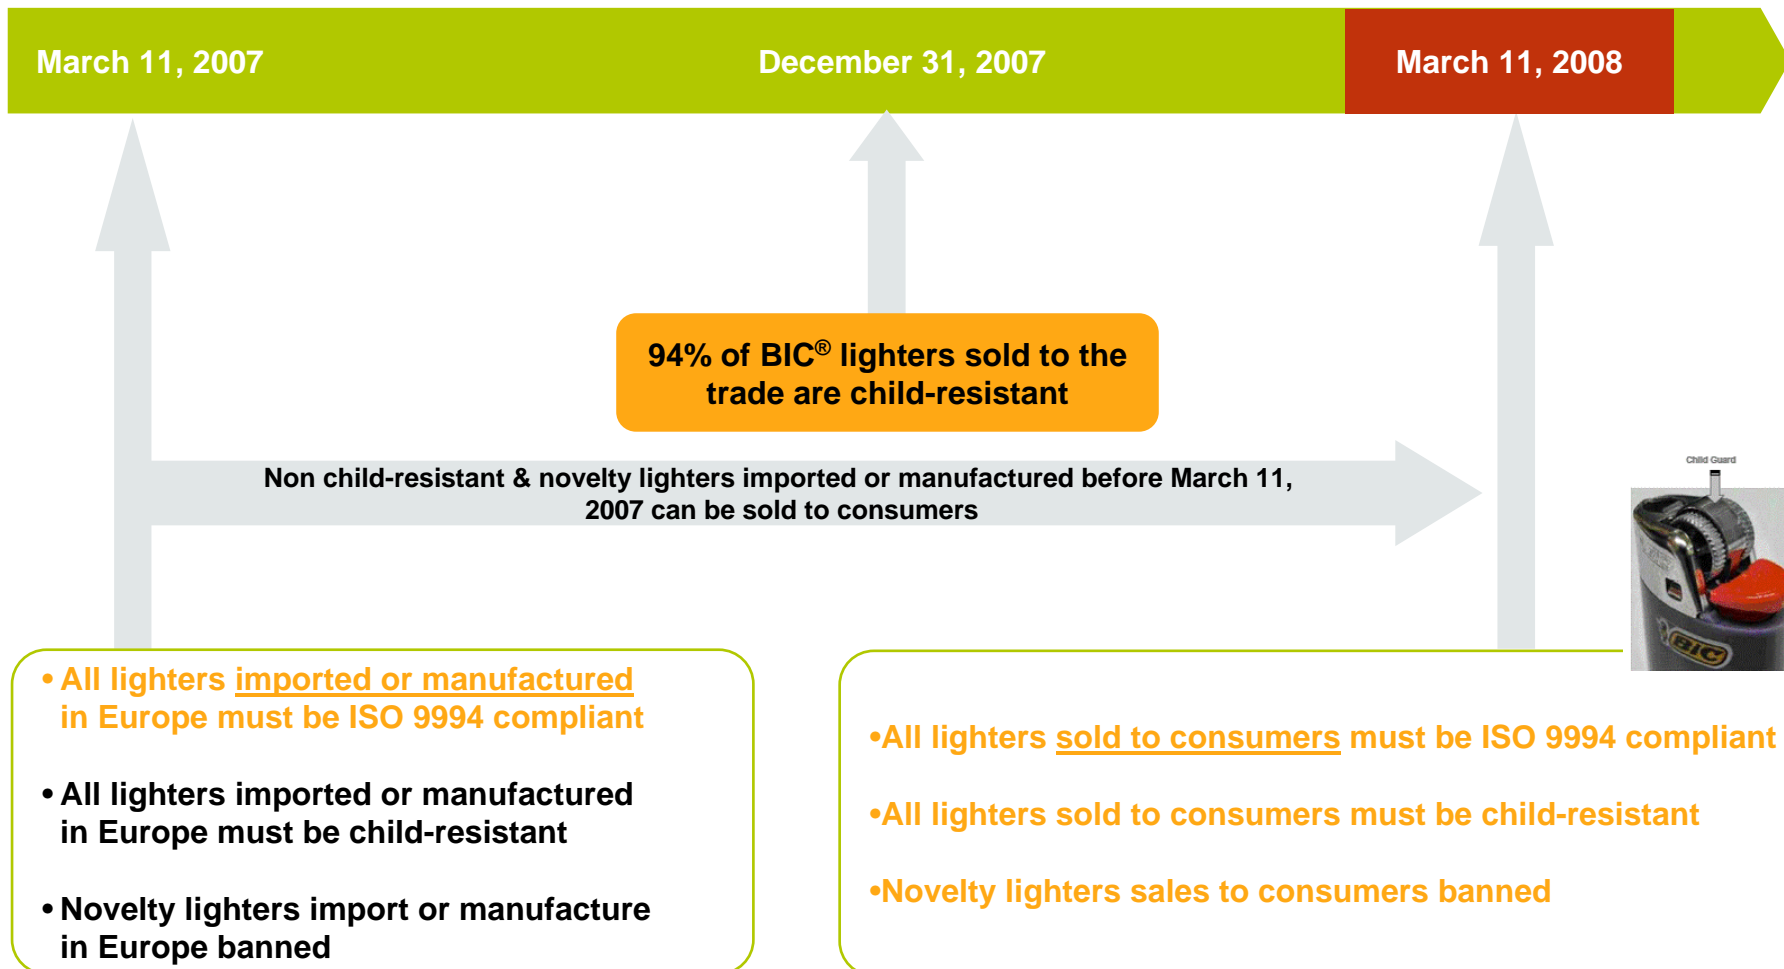 March 11, 2007
December 31, 2007
March 11, 2008
94% of BIC® lighters sold to the
trade are child-resistant
Non child-resistant & novelty lighters imported or manufactured before March 11,
2007 can be sold to consumers
Child Guard
BIC
• All lighters imported or manufactured
in Europe must be ISO 9994 compliant
• All lighters imported or manufactured
in Europe must be child-resistant
• Novelty lighters import or manufacture
in Europe banned
•All lighters sold to consumers must be ISO 9994 compliant
•All lighters sold to consumers must be child-resistant
•Novelty lighters sales to consumers banned